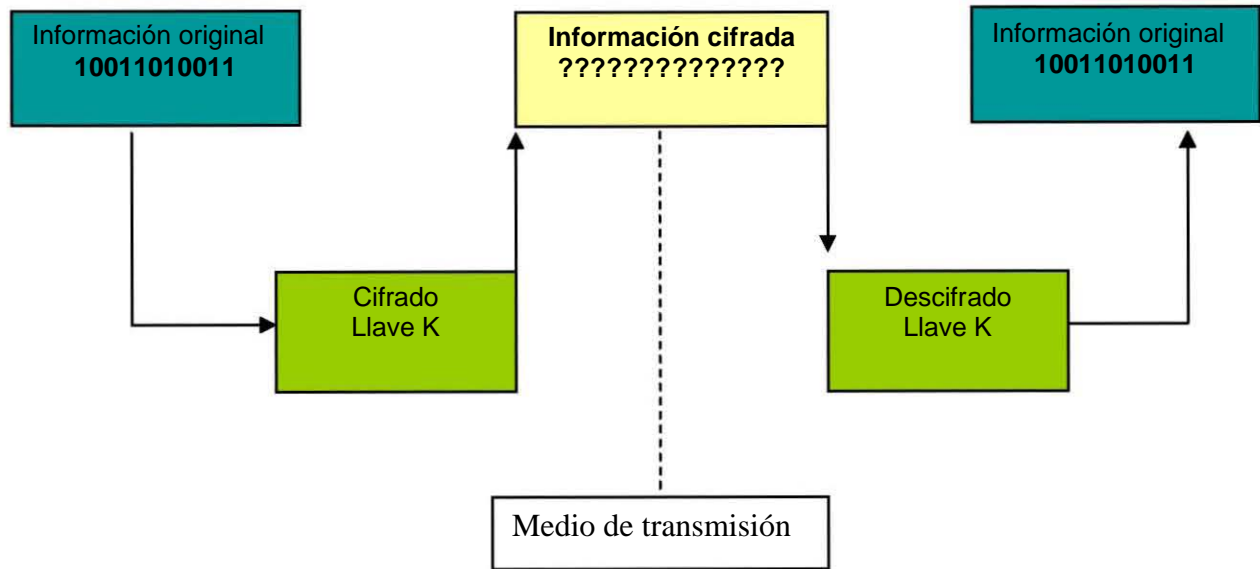 Información original
10011010011
Información cifrada
??????????????
Información original
10011010011
Cifrado
Llave K
Descifrado
Llave K
Medio de transmisión